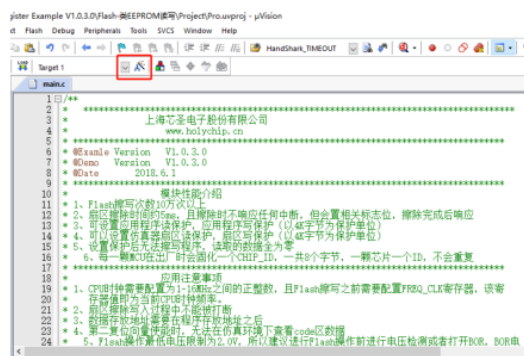 gister Example V1.0.3.0\Flash-类EEPROM读写\Project\Pro.uvproj - µVision
ct Flash Debug Peripherals Tools SVCS Window Help
HandShark_TIMEOUT
Target 1
main.c
1 /**
2 * ******************************************************************************
3 * 上海芯圣电子股份有限公司
4 * www.holychip.cn
5 * ******************************************************************************
6 * @Examle Version V1.0.3.0
7 * @Demo Version V1.0.3.0
8 * @Date 2018.6.1
9 * ******************************************************************************
10 * 模块性能介绍
11 * 1、Flash擦写次数10万次以上
12 * 2、扇区擦除时间约5ms,且擦除时不响应任何中断,但会置相关标志位,擦除完成后响应
13 * 3、可设置应用程序读保护,应用程序写保护(以4K字节为保护单位)
14 * 4、可以设置仿真器扇区读保护,扇区写保护(以4K字节为保护单位)
15 * 5、设置保护后无法擦写程序,读取的数据全为零
16 * 6、每一颗MCU在出厂时会固化一个CHIP_ID,一共8个字节,一颗芯片一个ID,不会重复
17 * ******************************************************************************
18 * 应用注意事项
19 * 1、CPU时钟需要配置为1-16MHz之间的正整数,且Flash擦写之前需要配置FREQ_CLK寄存器,该寄
20 * 存器值即为当前CPU时钟频率。
21 * 2、扇区擦除写入过程中不能被打断
22 * 3、数据存放地址需要在程序存放地址之后
23 * 4、第二复位向量使能时,无法在仿真环境下查看code区数据
24 * 5、Flash操作最低电压限制为2.0V,所以建议进行Flash操作前进行电压检测或者打开BOR,BOR电